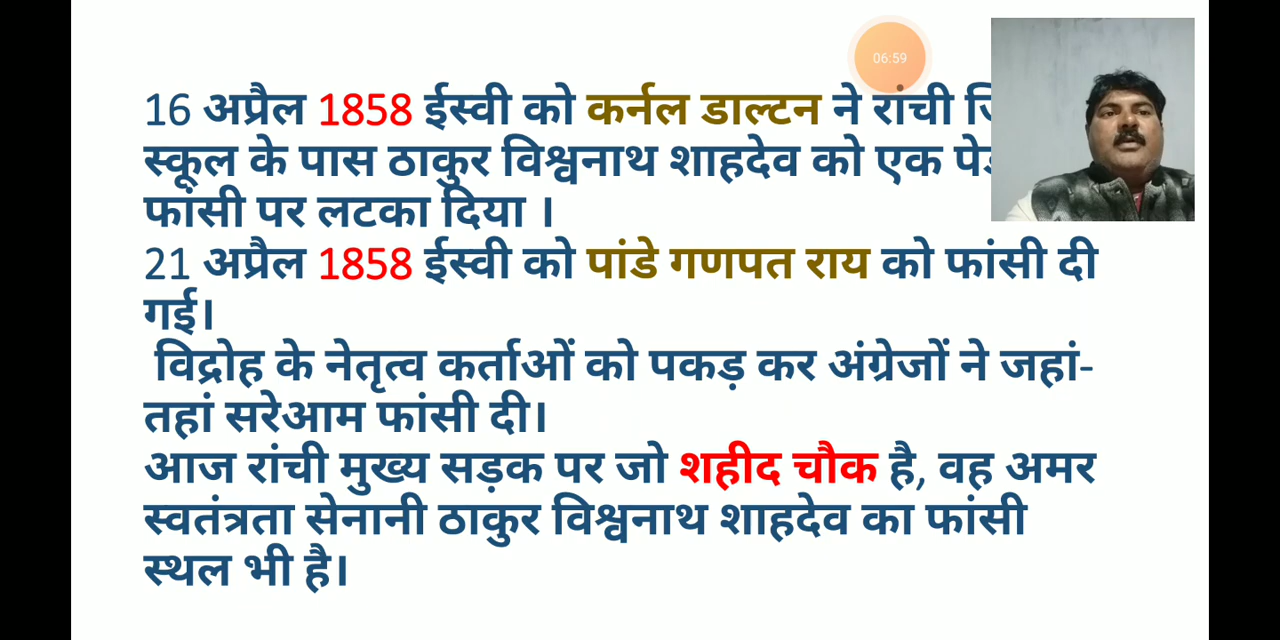 06:59
16 अप्रैल 1858 ईस्वी को कर्नल डाल्टन ने रांची
स्कूल के पास ठाकुर विश्वनाथ शाहदेव को एक
फांसी पर लटका दिया ।
21 अप्रैल 1858 ईस्वी को पांडे गणपत राय को फांसी दी
गई।
विद्रोह के नेतृत्व कर्ताओं को पकड़ कर अंग्रेजों ने जहां-
तहां सरेआम फांसी दी।
आज रांची मुख्य सड़क पर जो शहीद चौक है, वह अमर
स्वतंत्रता सेनानी ठाकुर विश्वनाथ शाहदेव का फांसी
स्थल भी है।